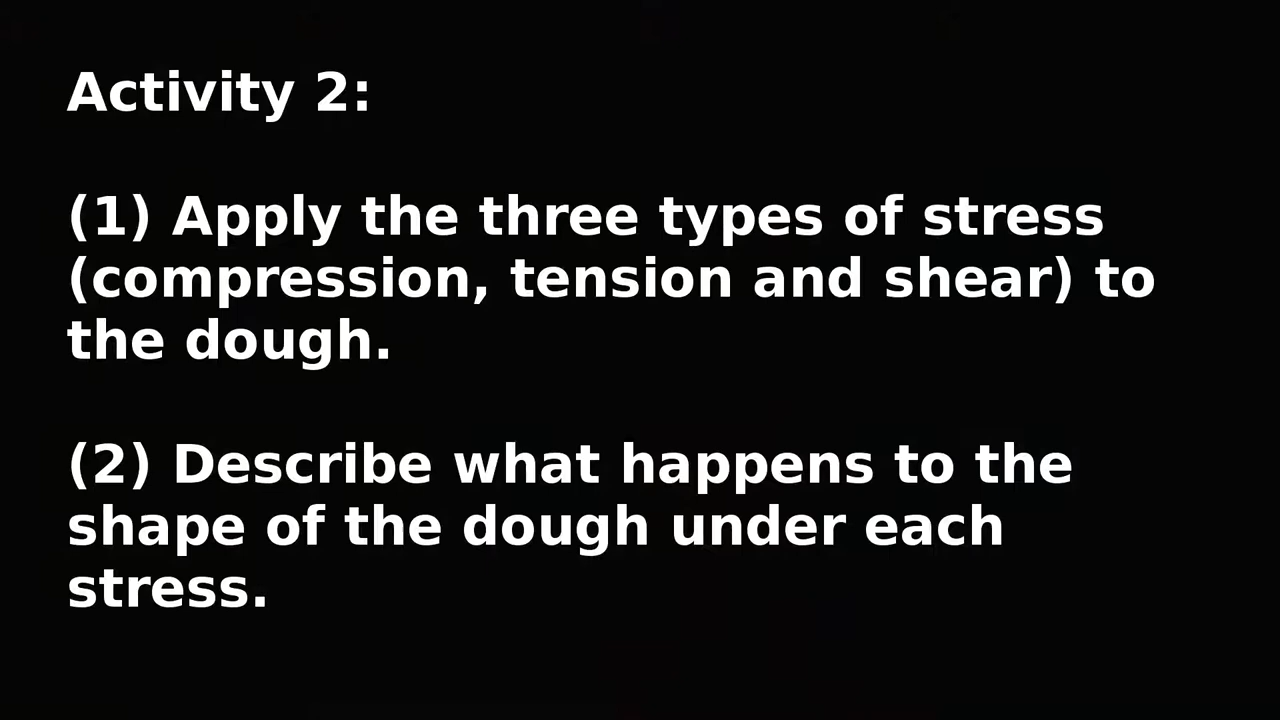 Activity 2:
(1) Apply the three types of stress
(compression, tension and shear) to
the dough.
(2) Describe what happens to the
shape of the dough under each
stress.